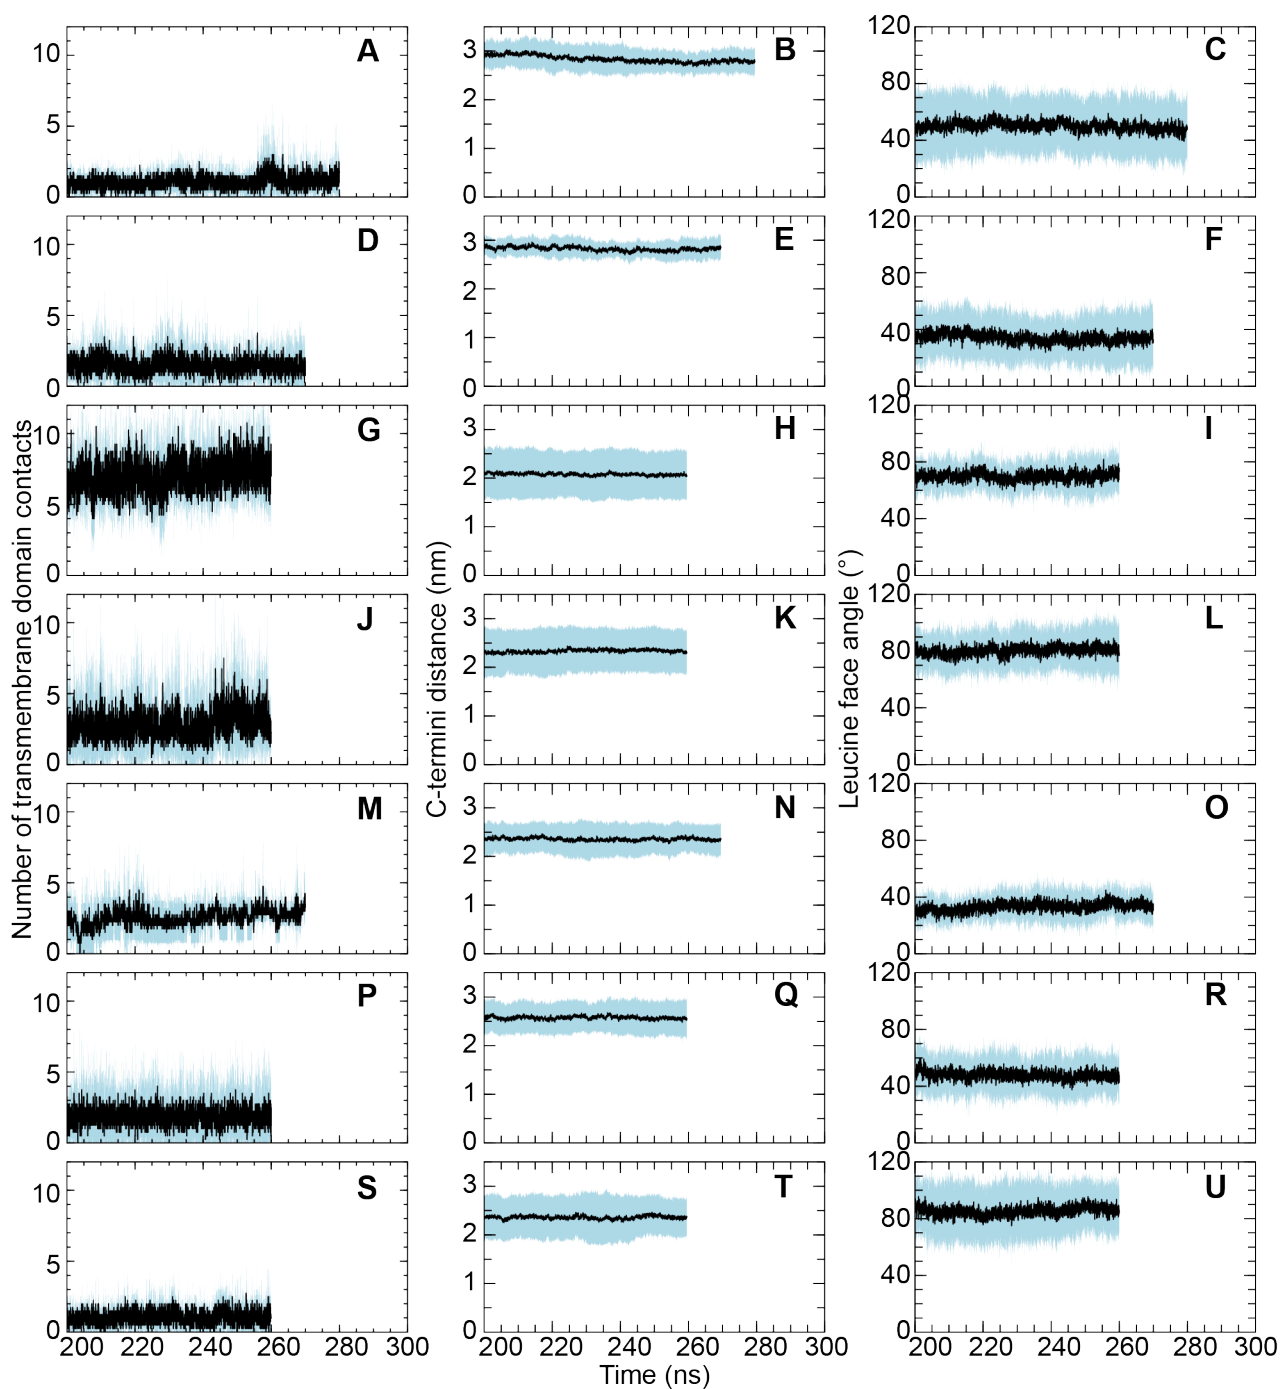 10
5
0
A
3
2
1
0
B
120
80
40
0
C
10
5
0
D
3
2
1
0
E
120
80
40
0
F
10
5
0
G
3
2
1
0
H
120
80
40
0
I
10
5
0
J
3
2
1
0
K
120
80
40
0
L
10
5
0
M
3
2
1
0
N
120
80
40
0
O
10
5
0
P
3
2
1
0
Q
120
80
40
0
R
10
5
0
S
3
2
1
0
T
120
80
40
0
U
Number of transmembrane domain contacts
C-termini distance (nm)
Leucine face angle (°)
200 220 240 260 280 300
200 220 240 260 280 300
200 220 240 260 280 300
Time (ns)